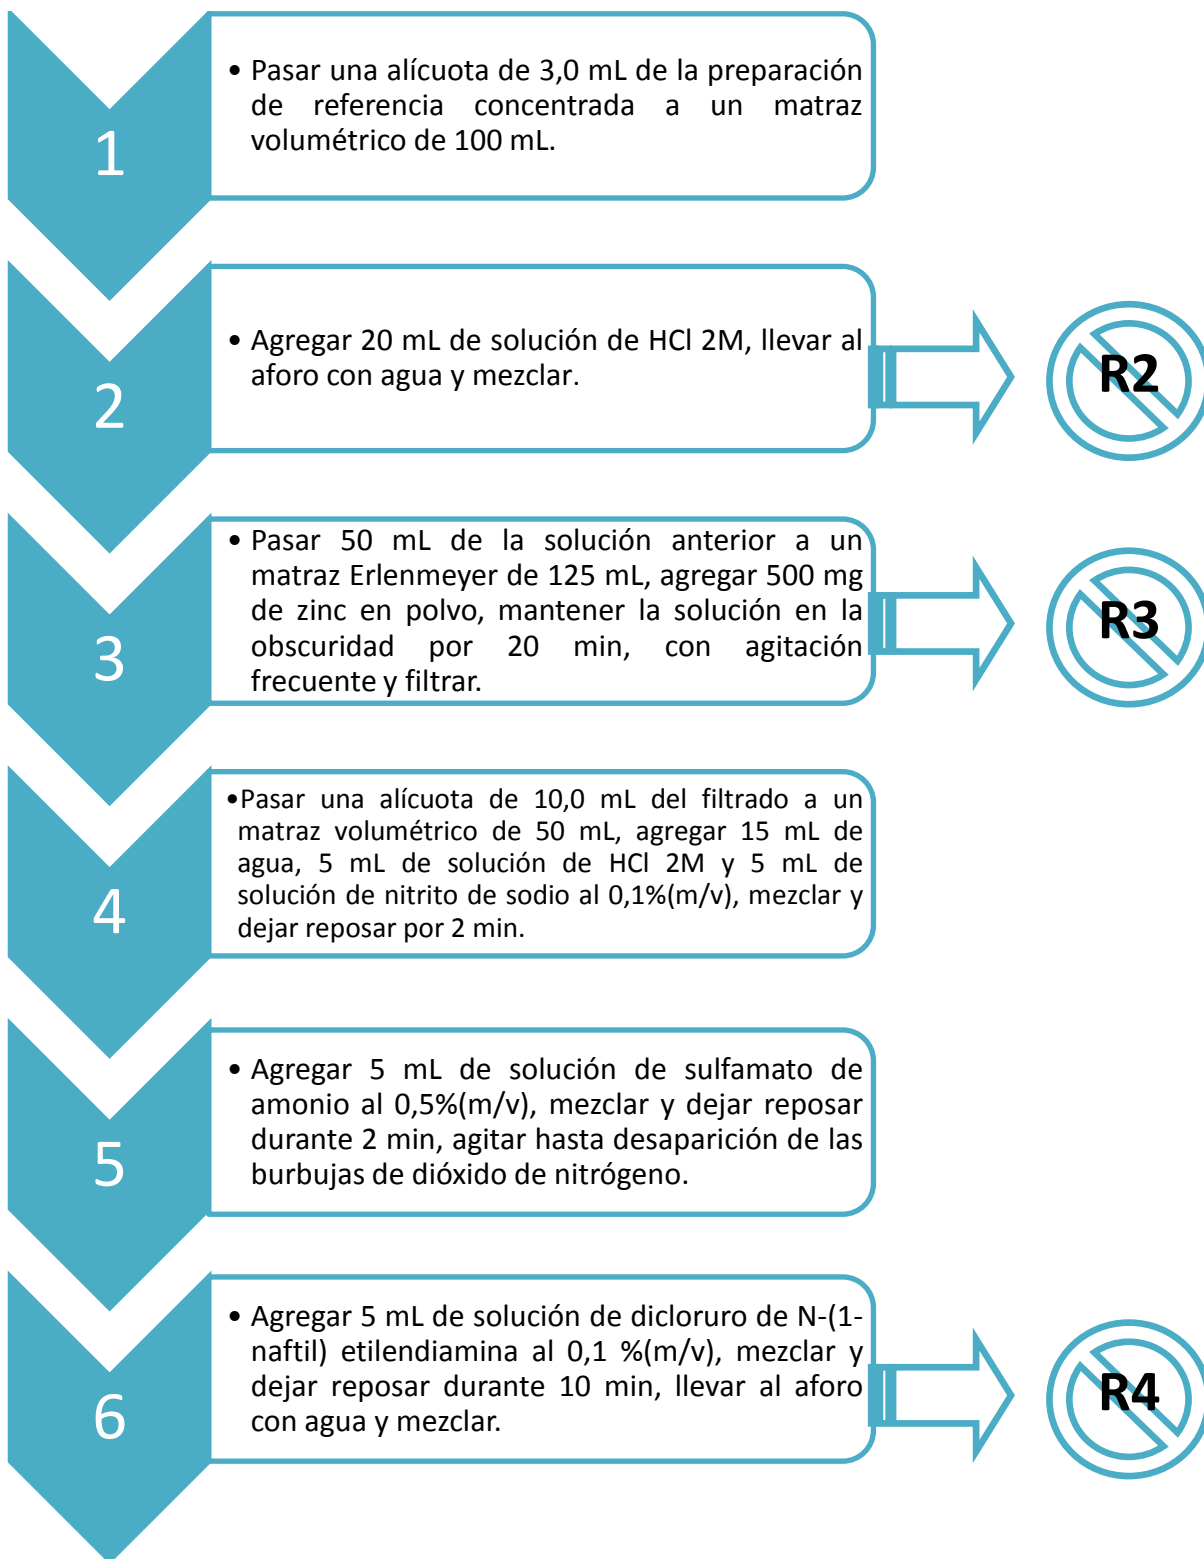 1
• Pasar una alícuota de 3,0 mL de la preparación
de referencia concentrada a un matraz
volumétrico de 100 mL.
2
• Agregar 20 mL de solución de HCl 2M, llevar al
aforo con agua y mezclar.
R2
3
• Pasar 50 mL de la solución anterior a un
matraz Erlenmeyer de 125 mL, agregar 500 mg
de zinc en polvo, mantener la solución en la
obscuridad por 20 min, con agitación
frecuente y filtrar.
R3
4
•Pasar una alícuota de 10,0 mL del filtrado a un
matraz volumétrico de 50 mL, agregar 15 mL de
agua, 5 mL de solución de HCl 2M y 5 mL de
solución de nitrito de sodio al 0,1%(m/v), mezclar y
dejar reposar por 2 min.
5
• Agregar 5 mL de solución de sulfamato de
amonio al 0,5%(m/v), mezclar y dejar reposar
durante 2 min, agitar hasta desaparición de las
burbujas de dióxido de nitrógeno.
6
• Agregar 5 mL de solución de dicloruro de N-(1-
naftil) etilendiamina al 0,1 %(m/v), mezclar y
dejar reposar durante 10 min, llevar al aforo
con agua y mezclar.
R4